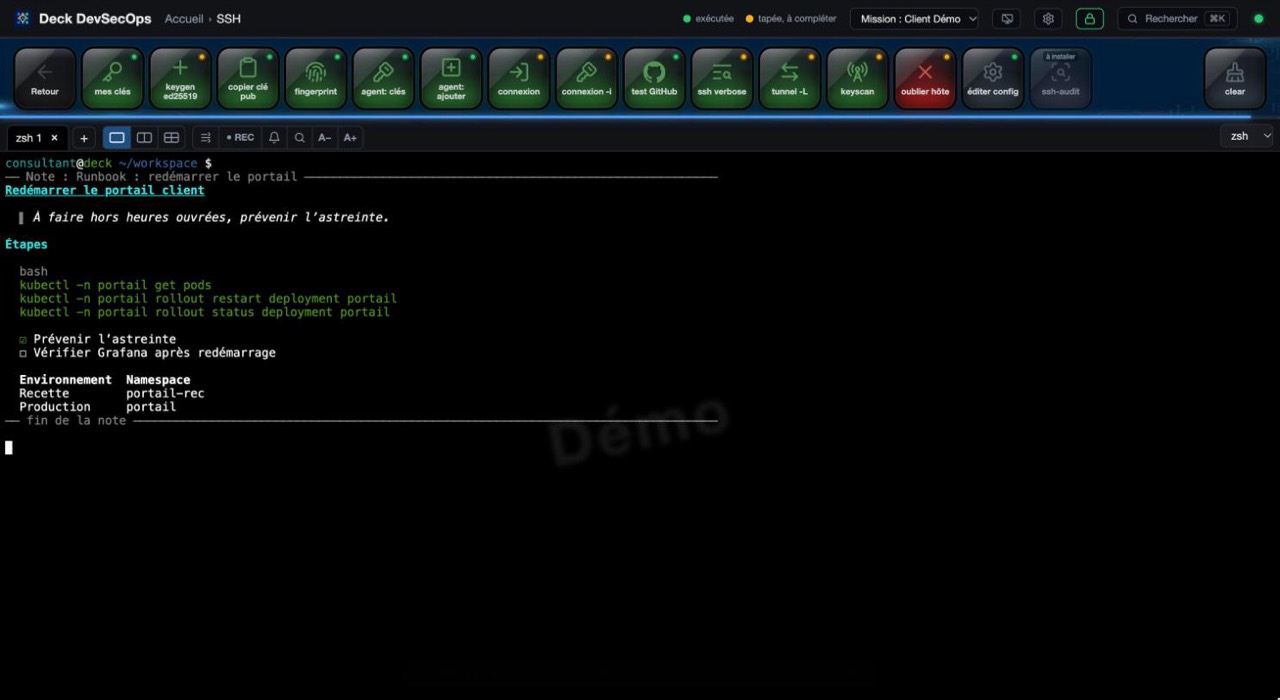 Deck DevSecOps Accueil › SSH exécutée tapée, à compléter Mission : Client Démo Rechercher ⌘K
Retour
mes clés
keygen ed25519
copier clé pub
fingerprint
agent: clés
agent: ajouter
connexion
connexion -i
test GitHub
ssh verbose
tunnel -L
keyscan
oublier hôte
éditer config
à installer
ssh-audit
clear
zsh 1 × + • REC A− A+ zsh
consultant@deck ~/workspace $
── Note : Runbook : redémarrer le portail ──
Redémarrer le portail client
À faire hors heures ouvrées, prévenir l’astreinte.
Étapes
bash
kubectl -n portail get pods
kubectl -n portail rollout restart deployment portail
kubectl -n portail rollout status deployment portail
☑ Prévenir l’astreinte
☐ Vérifier Grafana après redémarrage
Environnement Namespace
Recette portail-rec
Production portail
── fin de la note ──
Démo